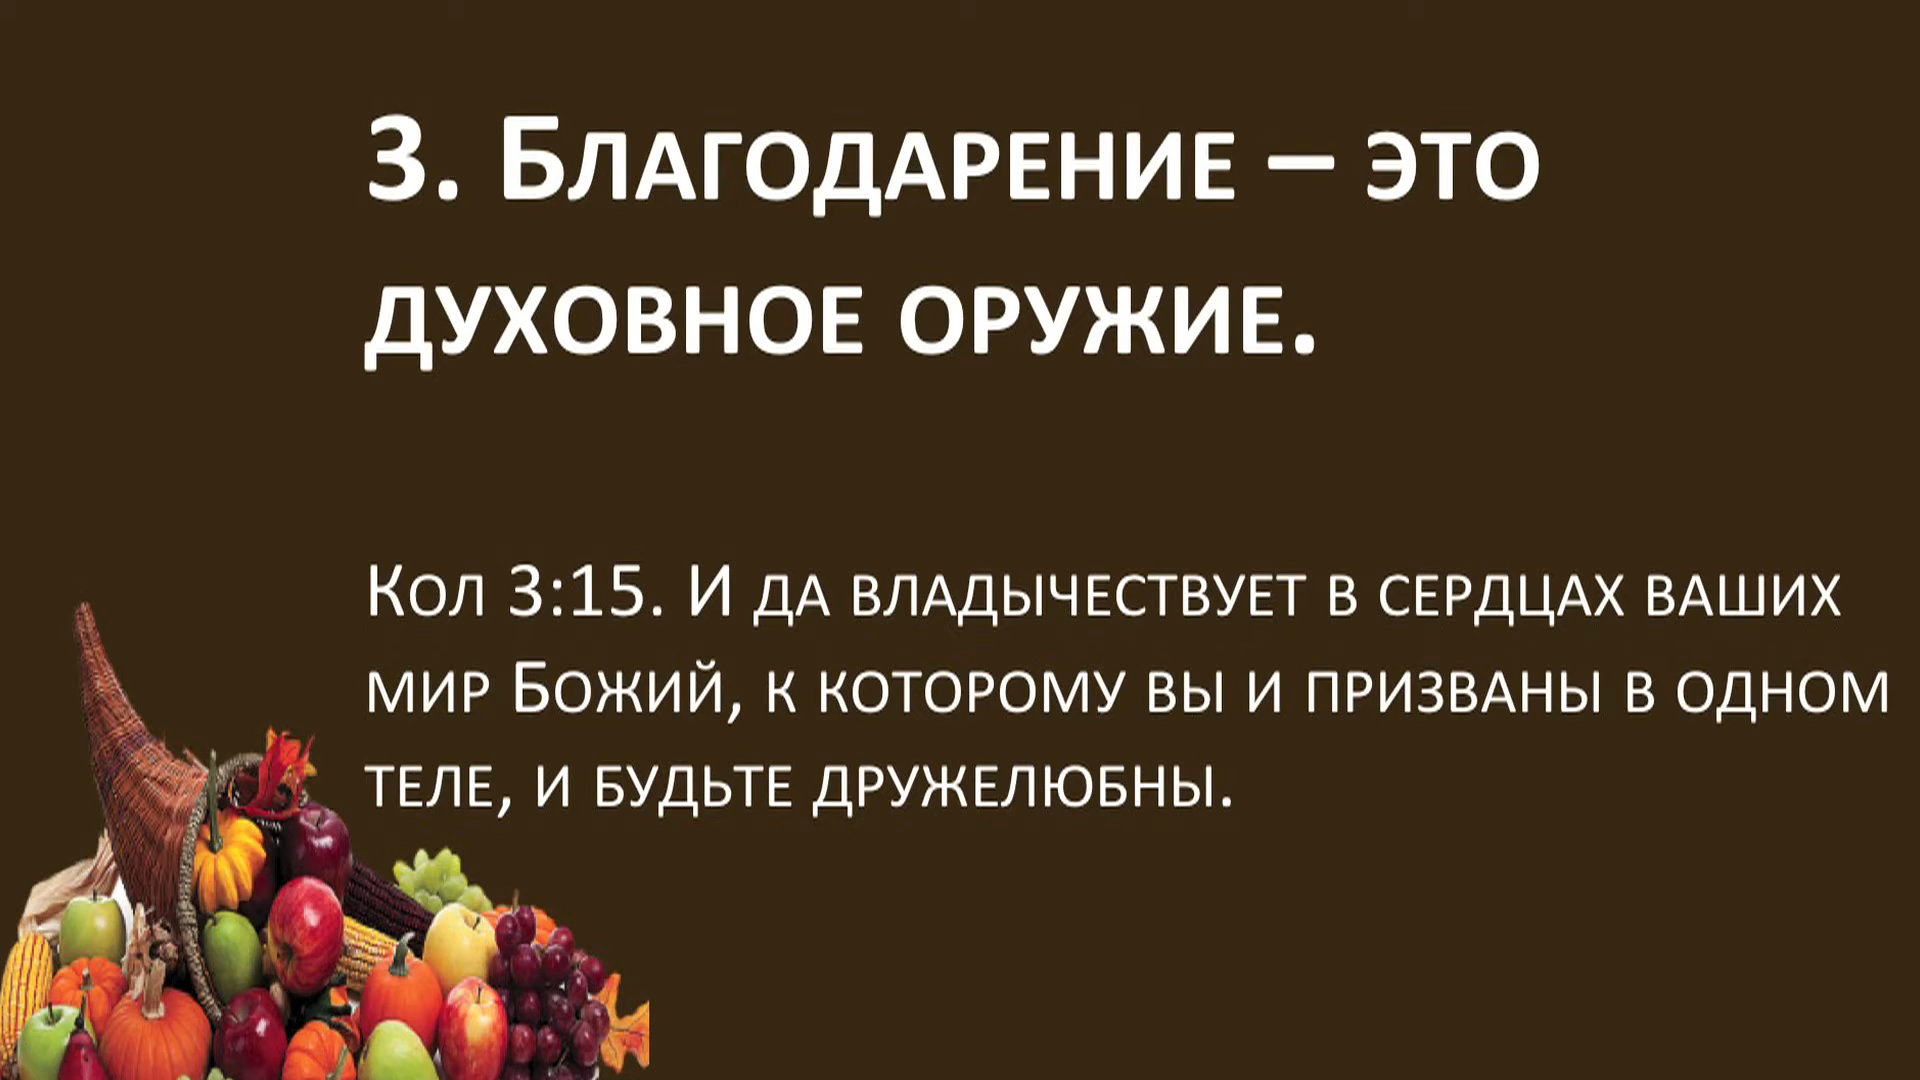 3. Благодарение – это
духовное оружие.
Кол 3:15. И да владычествует в сердцах ваших
мир Божий, к которому вы и призваны в одном
теле, и будьте дружелюбны.